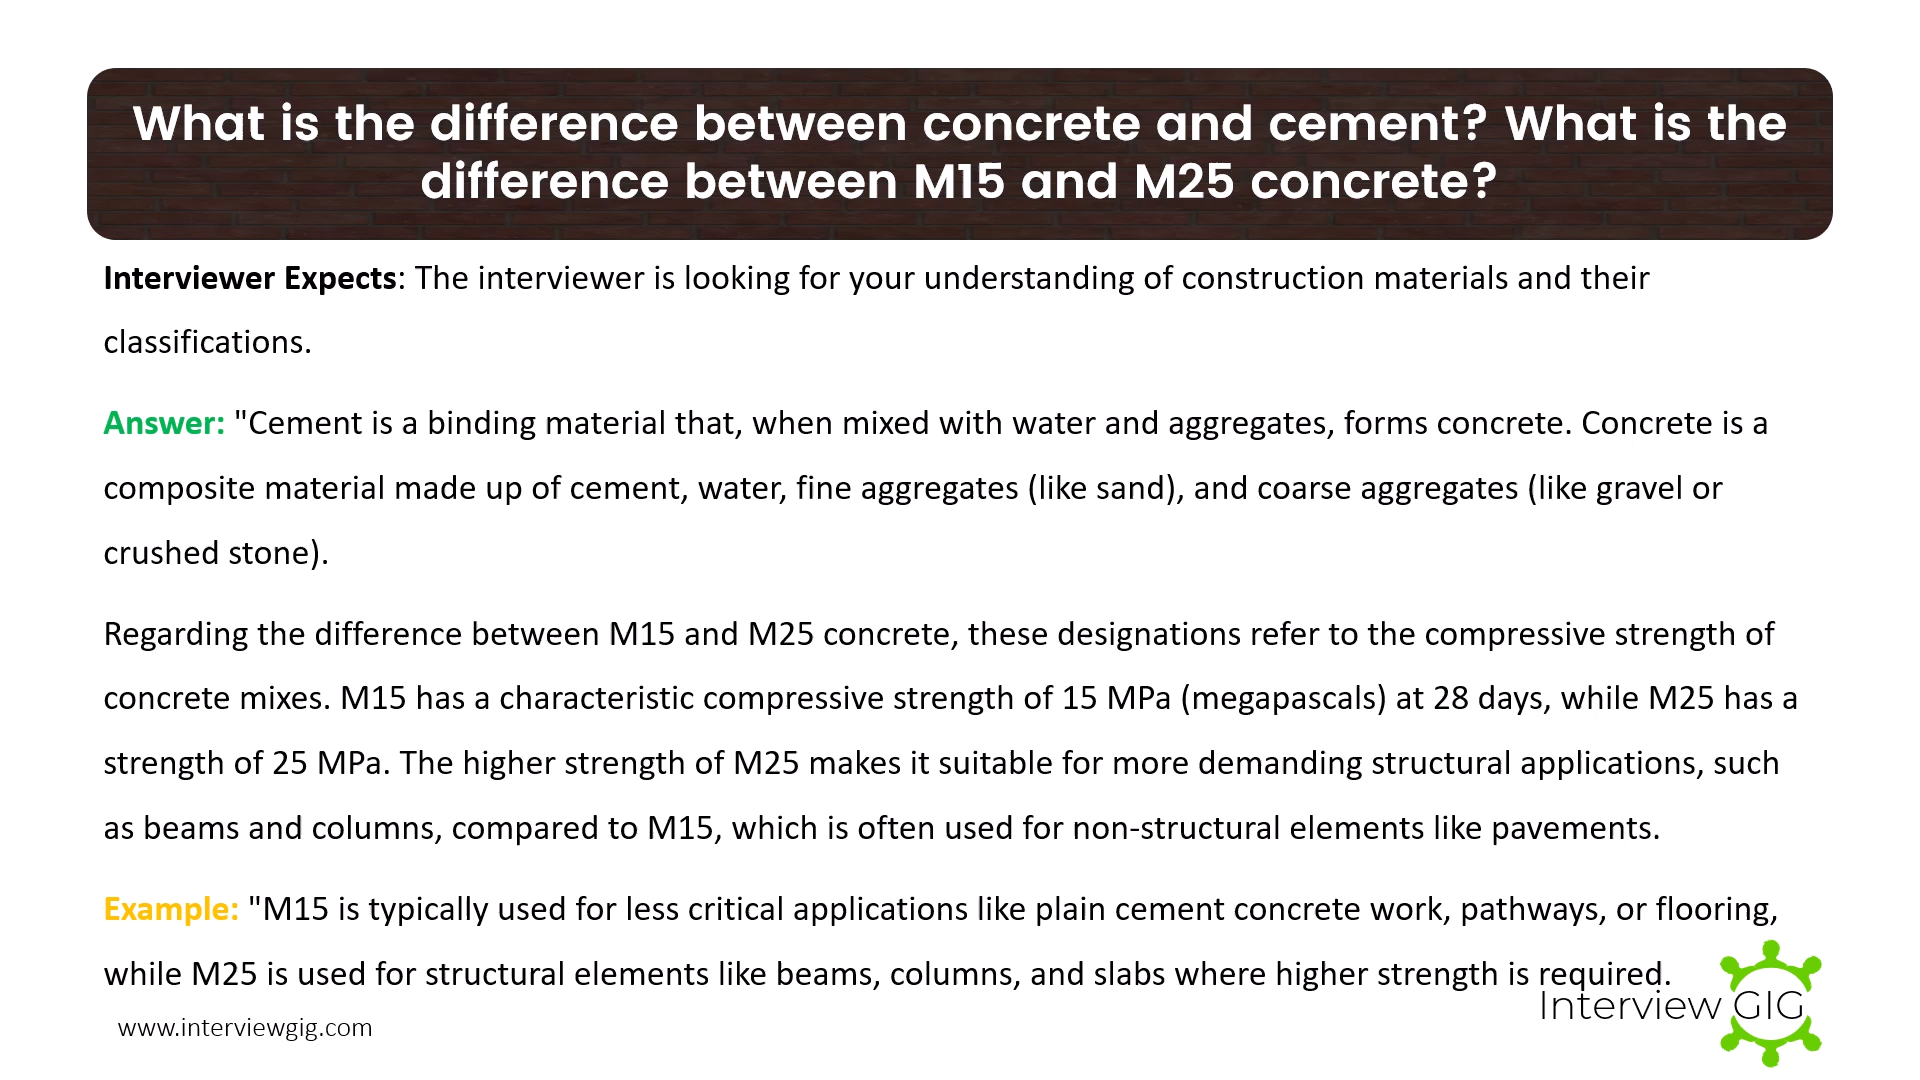 What is the difference between concrete and cement? What is the
difference between M15 and M25 concrete?
Interviewer Expects: The interviewer is looking for your understanding of construction materials and their
classifications.
Answer: "Cement is a binding material that, when mixed with water and aggregates, forms concrete. Concrete is a
composite material made up of cement, water, fine aggregates (like sand), and coarse aggregates (like gravel or
crushed stone).
Regarding the difference between M15 and M25 concrete, these designations refer to the compressive strength of
concrete mixes. M15 has a characteristic compressive strength of 15 MPa (megapascals) at 28 days, while M25 has a
strength of 25 MPa. The higher strength of M25 makes it suitable for more demanding structural applications, such
as beams and columns, compared to M15, which is often used for non-structural elements like pavements.
Example: "M15 is typically used for less critical applications like plain cement concrete work, pathways, or flooring,
while M25 is used for structural elements like beams, columns, and slabs where higher strength is required.
Interview GIG
www.interviewgig.com